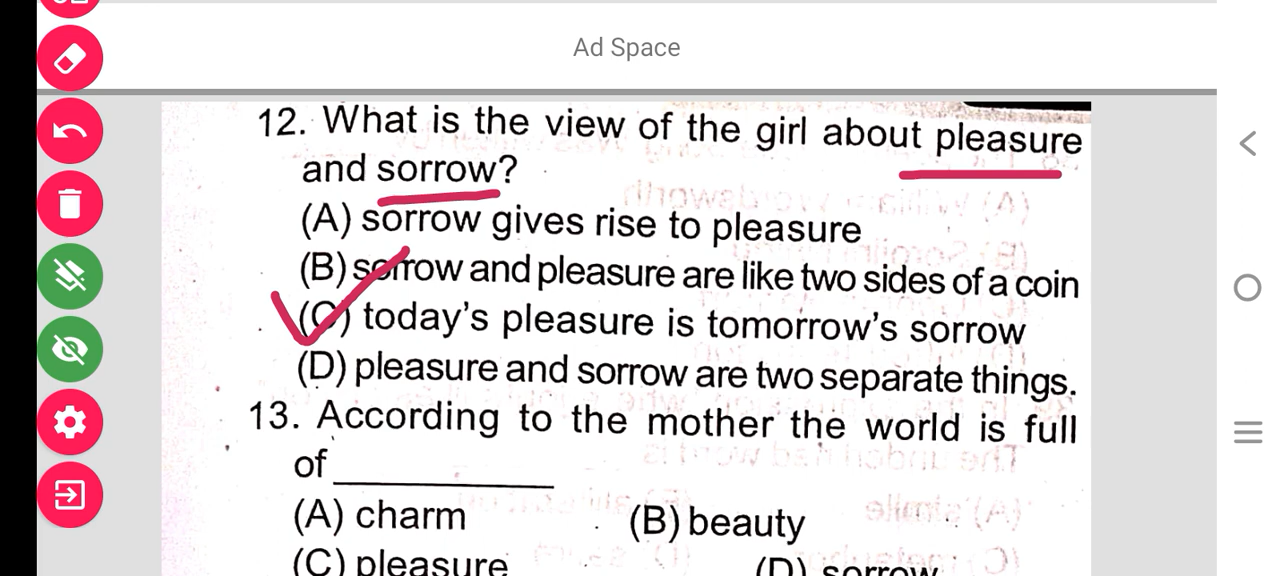 Ad Space
12. What is the view of the girl about pleasure
and sorrow?
(A) sorrow gives rise to pleasure
(B) sorrow and pleasure are like two sides of a coin
(C) today's pleasure is tomorrow's sorrow
(D) pleasure and sorrow are two separate things.
13. According to the mother the world is full
of____________
(A) charm (B) beauty
(C) pleasure (D) sorrow